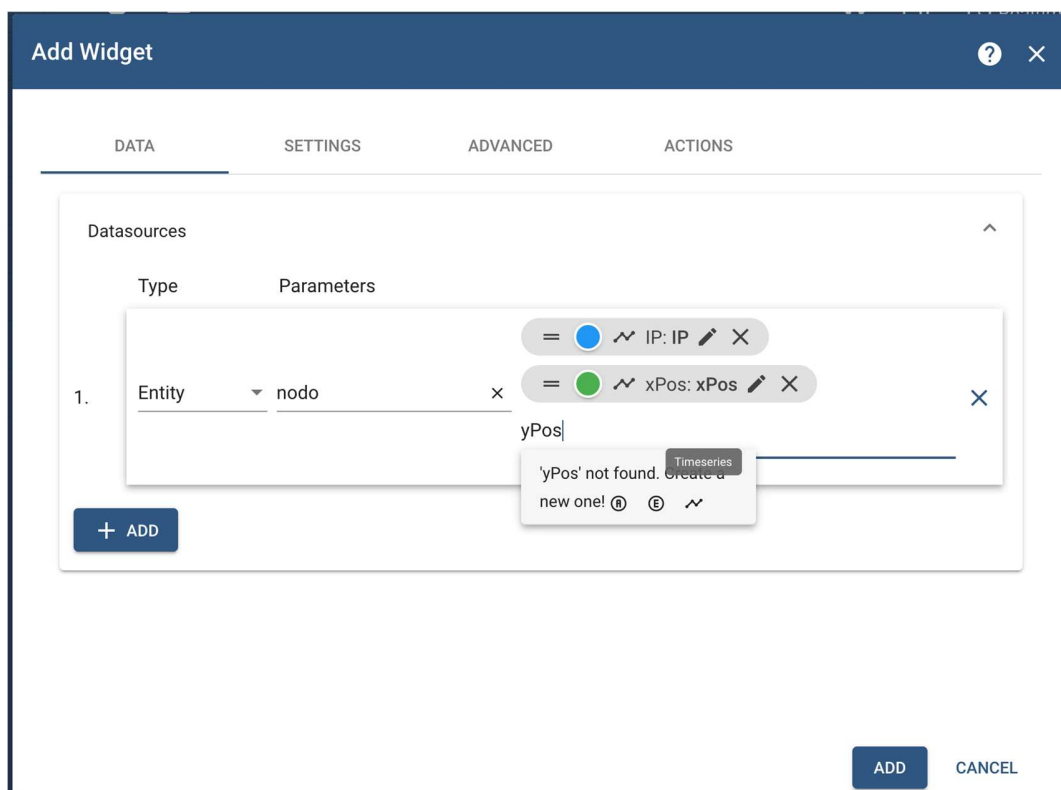 Add Widget
DATA SETTINGS ADVANCED ACTIONS
Datasources
Type Parameters
IP: IP
xPos: xPos
1. Entity nodo
yPos
Timeseries
'yPos' not found. Create a
new one! A E
+ ADD
ADD CANCEL